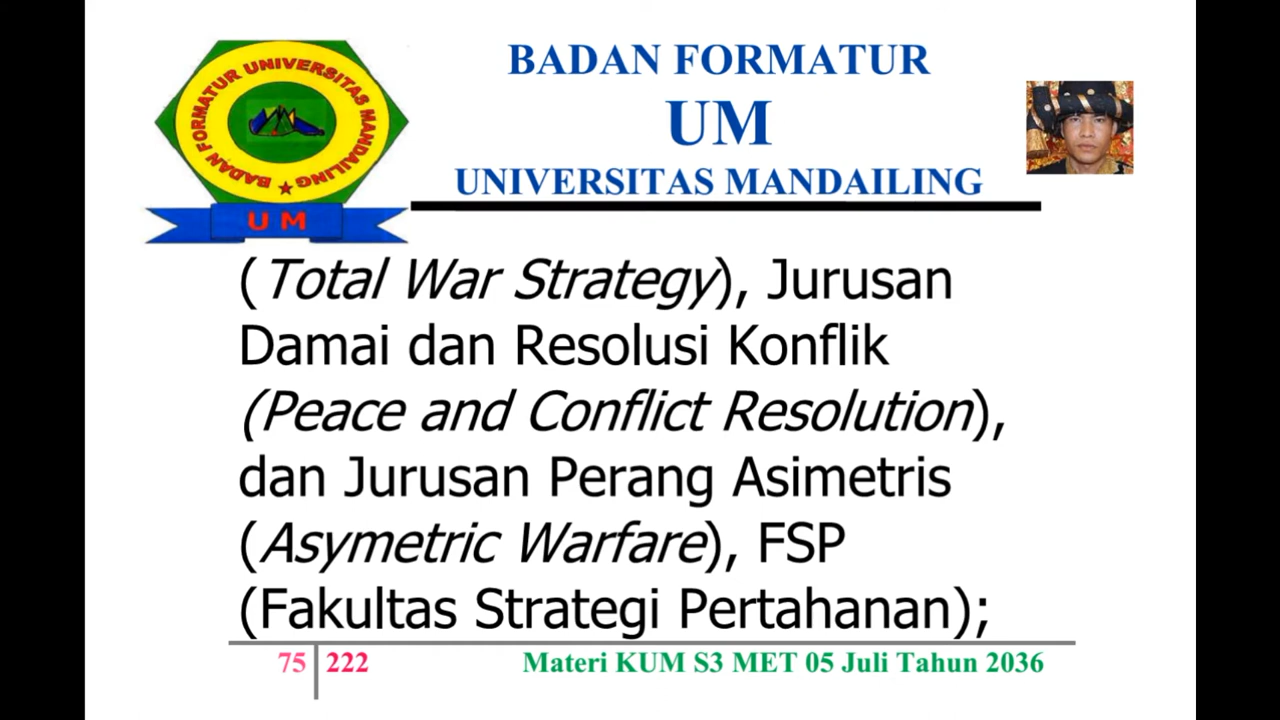 BADAN FORMATUR UNIVERSITAS MANDAILING
UM
BADAN FORMATUR
UM
UNIVERSITAS MANDAILING
(Total War Strategy), Jurusan
Damai dan Resolusi Konflik
(Peace and Conflict Resolution),
dan Jurusan Perang Asimetris
(Asymetric Warfare), FSP
(Fakultas Strategi Pertahanan);
75 222 Materi KUM S3 MET 05 Juli Tahun 2036